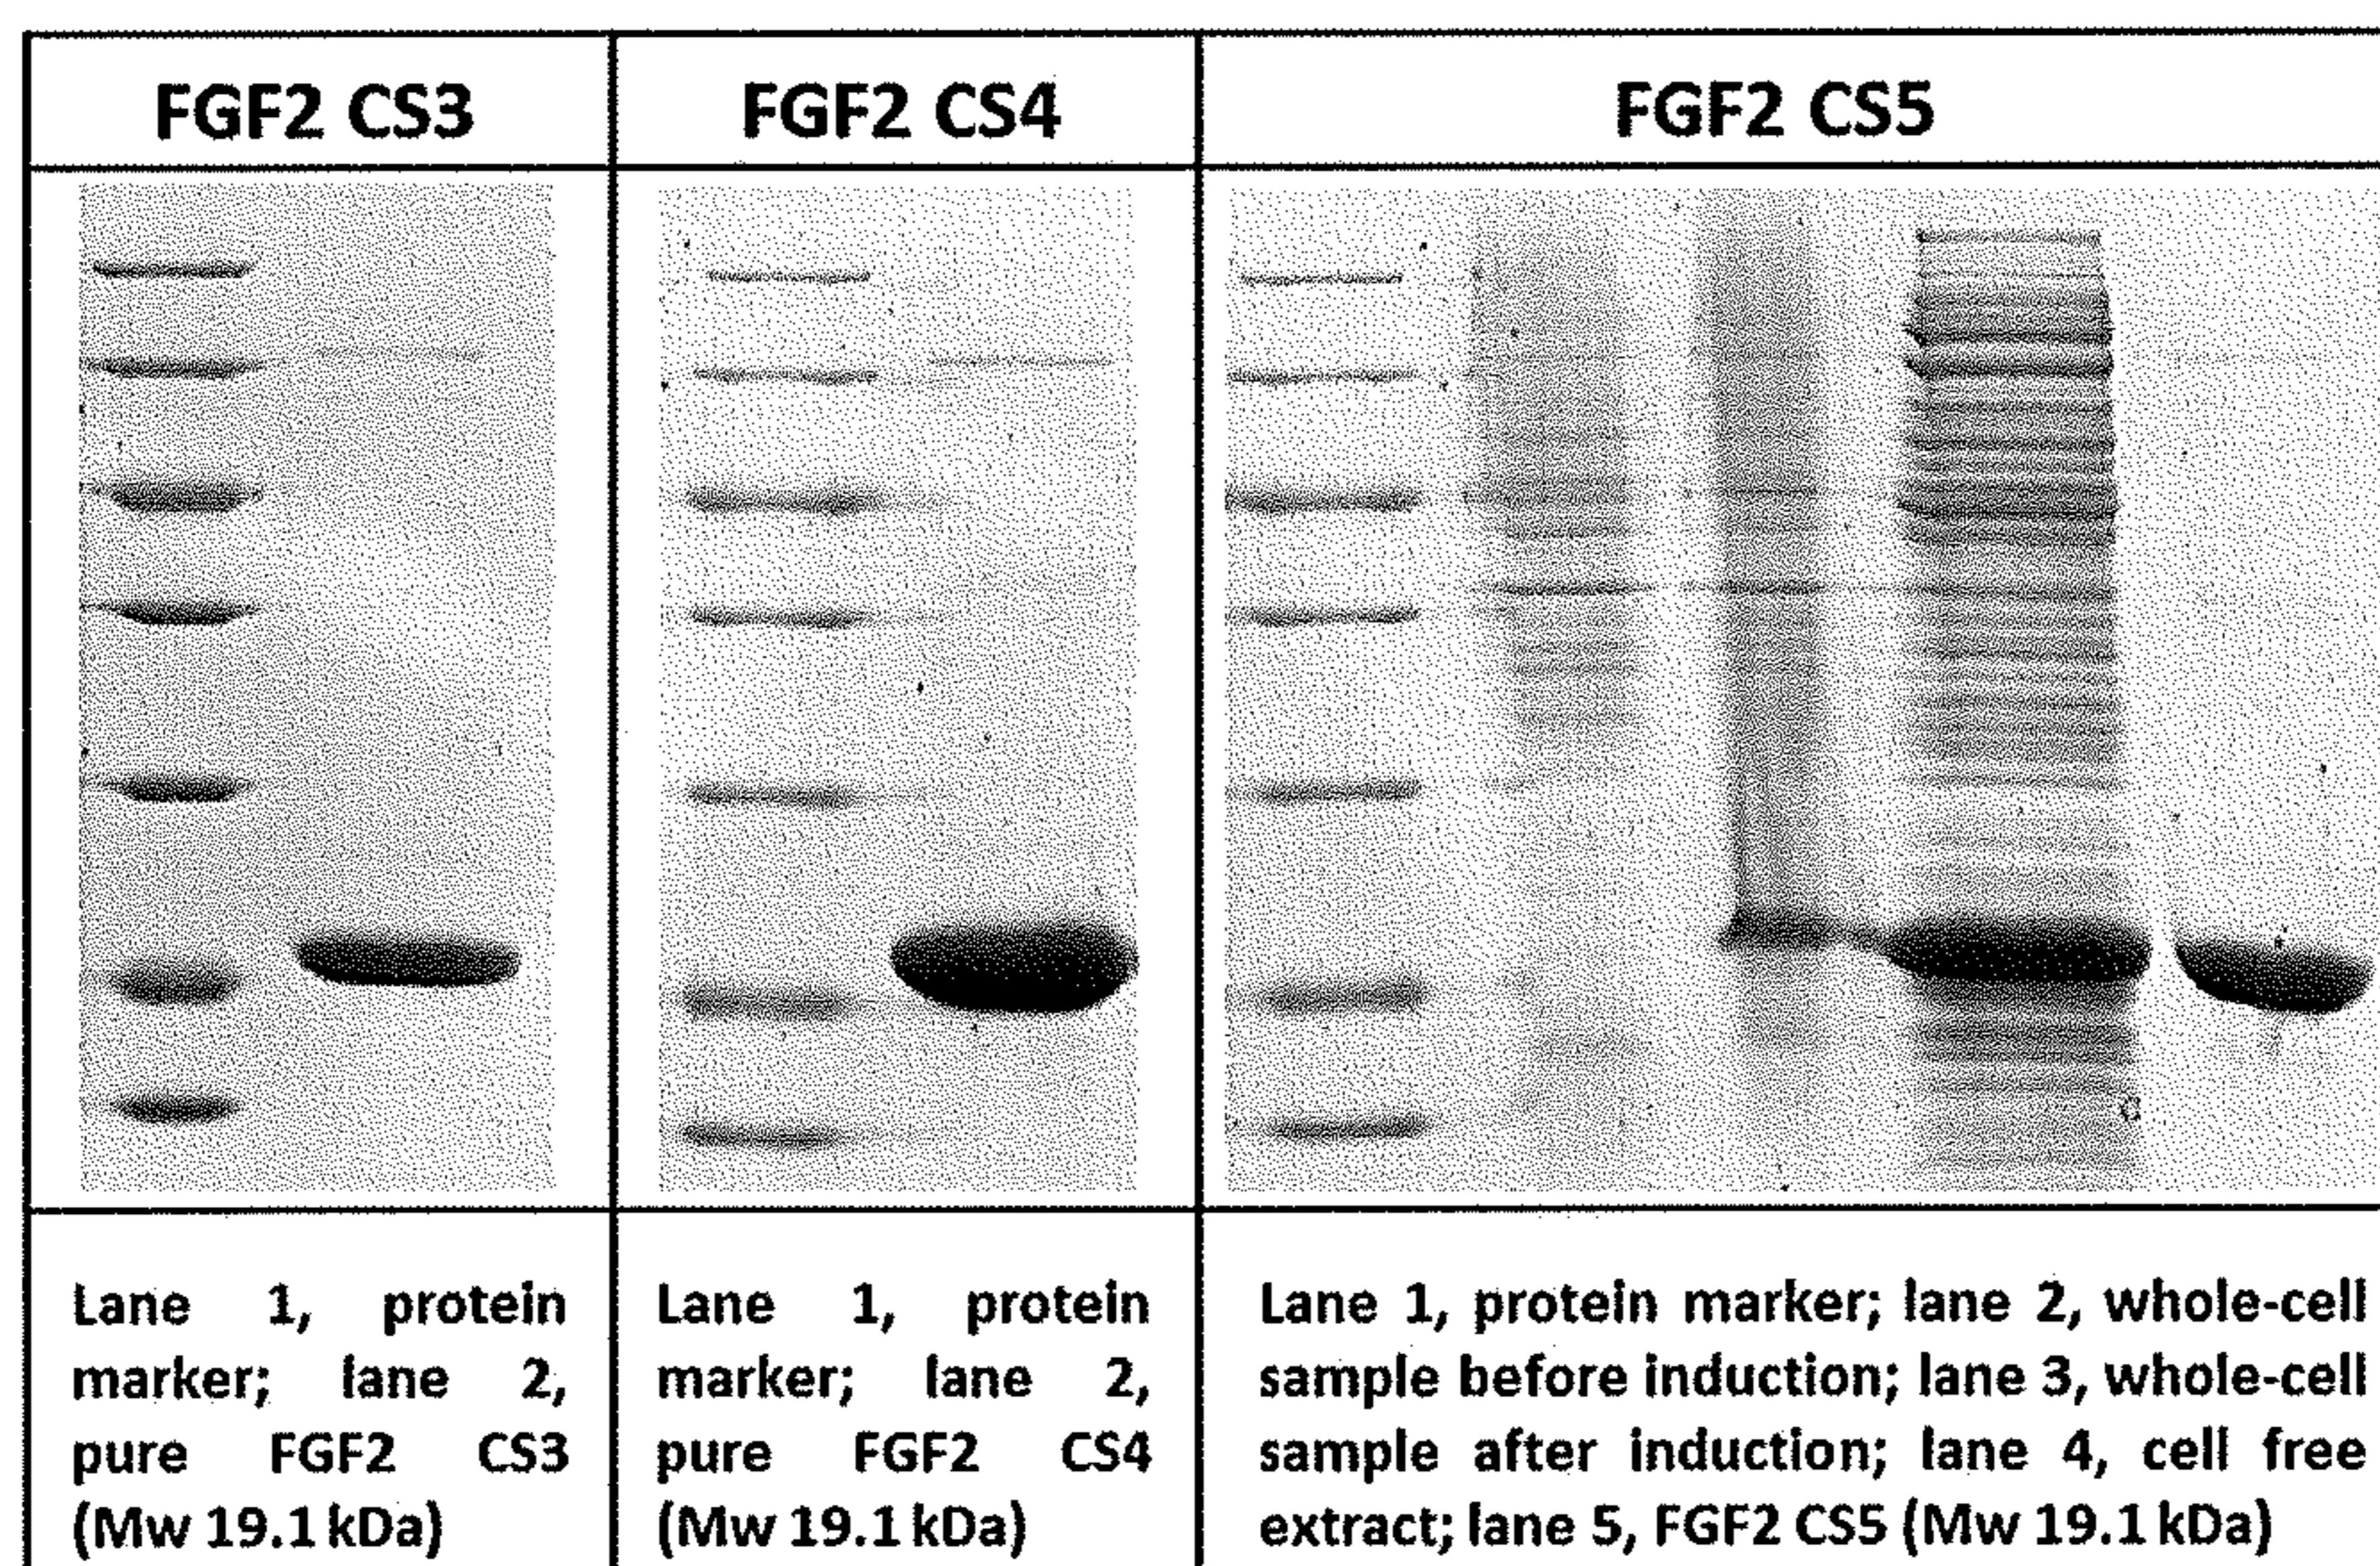 FGF2 CS3
FGF2 CS4
FGF2 CS5
Lane 1, protein
marker; lane 2,
pure FGF2 CS3
(Mw 19.1 kDa)
Lane 1, protein
marker; lane 2,
pure FGF2 CS4
(Mw 19.1 kDa)
Lane 1, protein marker; lane 2, whole-cell
sample before induction; lane 3, whole-cell
sample after induction; lane 4, cell free
extract; lane 5, FGF2 CS5 (Mw 19.1 kDa)